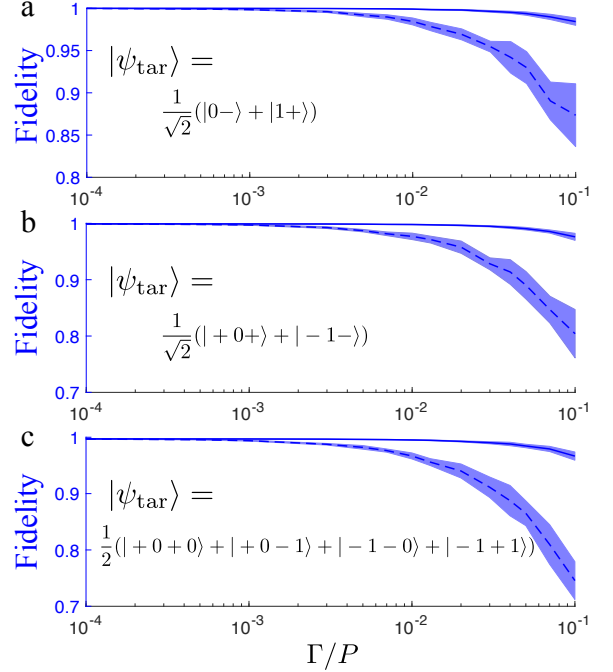 a
1
0.95
0.9
0.85
0.8
Fidelity
|ψ_tar⟩ =
1/√2(|0−⟩ + |1+⟩)
10^-4 10^-3 10^-2 10^-1
b
1
0.9
0.8
0.7
Fidelity
|ψ_tar⟩ =
1/√2(| + 0+⟩ + | − 1−⟩)
10^-4 10^-3 10^-2 10^-1
c
1
0.9
0.8
0.7
Fidelity
|ψ_tar⟩ =
1/2(| + 0 + 0⟩ + | + 0 − 1⟩ + | − 1 − 0⟩ + | − 1 + 1⟩)
10^-4 10^-3 10^-2 10^-1
Γ/P